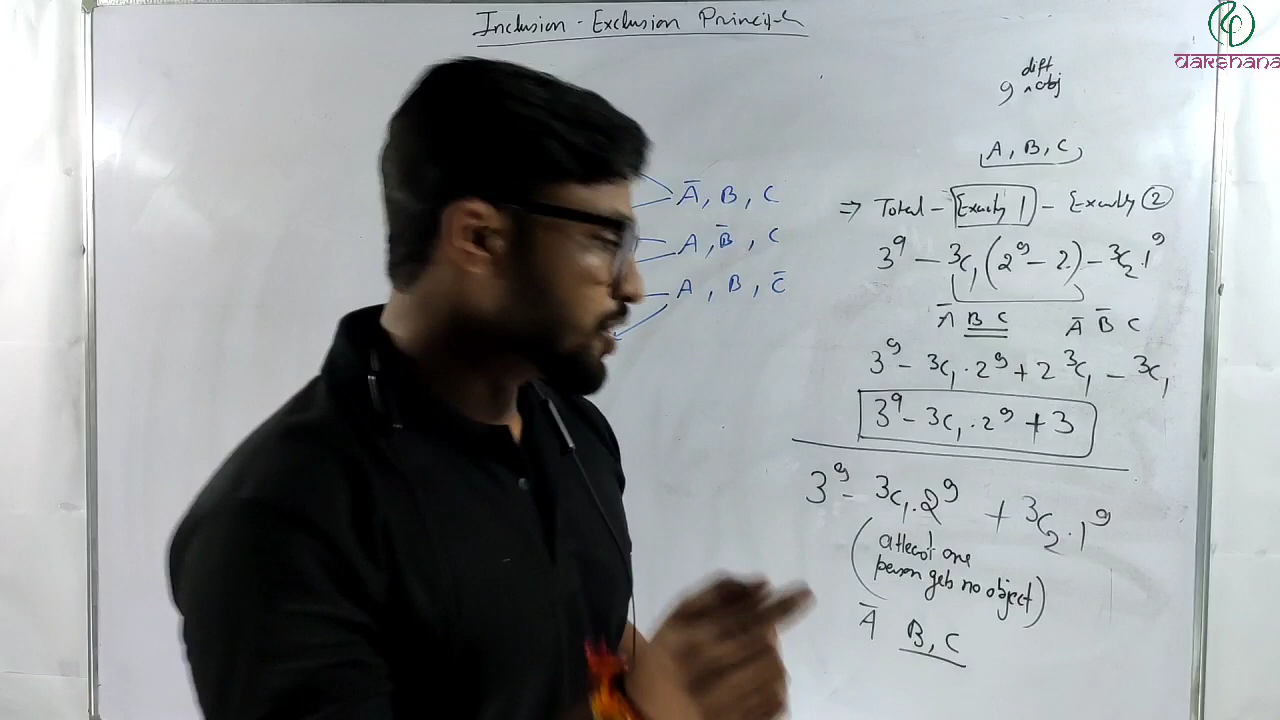 Inclusion - Exclusion Principle
dakshana
diff
9 ^ obj
A, B, C
Ā, B, C
A, B̄, C
A, B, C̄
⇒ Total - Exactly 1 - Exactly ②
3⁹ - ³C₁ (2⁹ - 2) - ³C₂ 1⁹
Ā B C Ā B̄ C
3⁹ - ³C₁ · 2⁹ + 2 ³C₁ - ³C₁
3⁹ - ³C₁ · 2⁹ + 3
3⁹ - ³C₁ · 2⁹ + ³C₂ · 1⁹
(atleast one
person gets no object)
Ā B, C